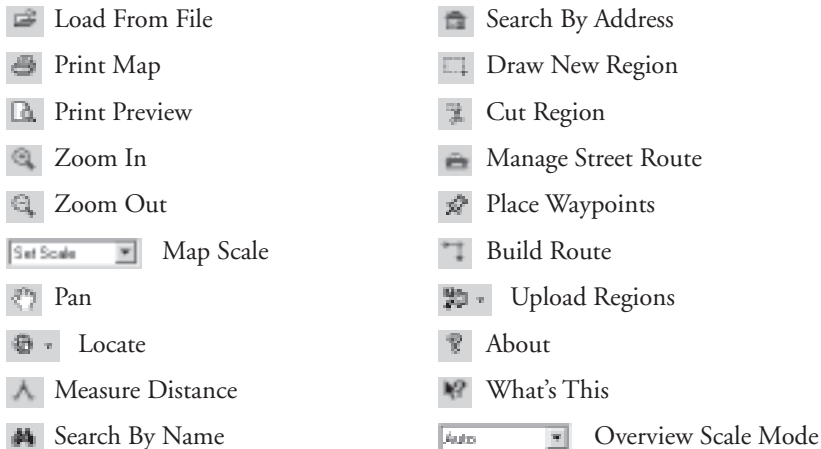 Load From File
Print Map
Print Preview
Zoom In
Zoom Out
Set Scale Map Scale
Pan
Locate
Measure Distance
Search By Name
Search By Address
Draw New Region
Cut Region
Manage Street Route
Place Waypoints
Build Route
Upload Regions
About
What's This
Auto Overview Scale Mode